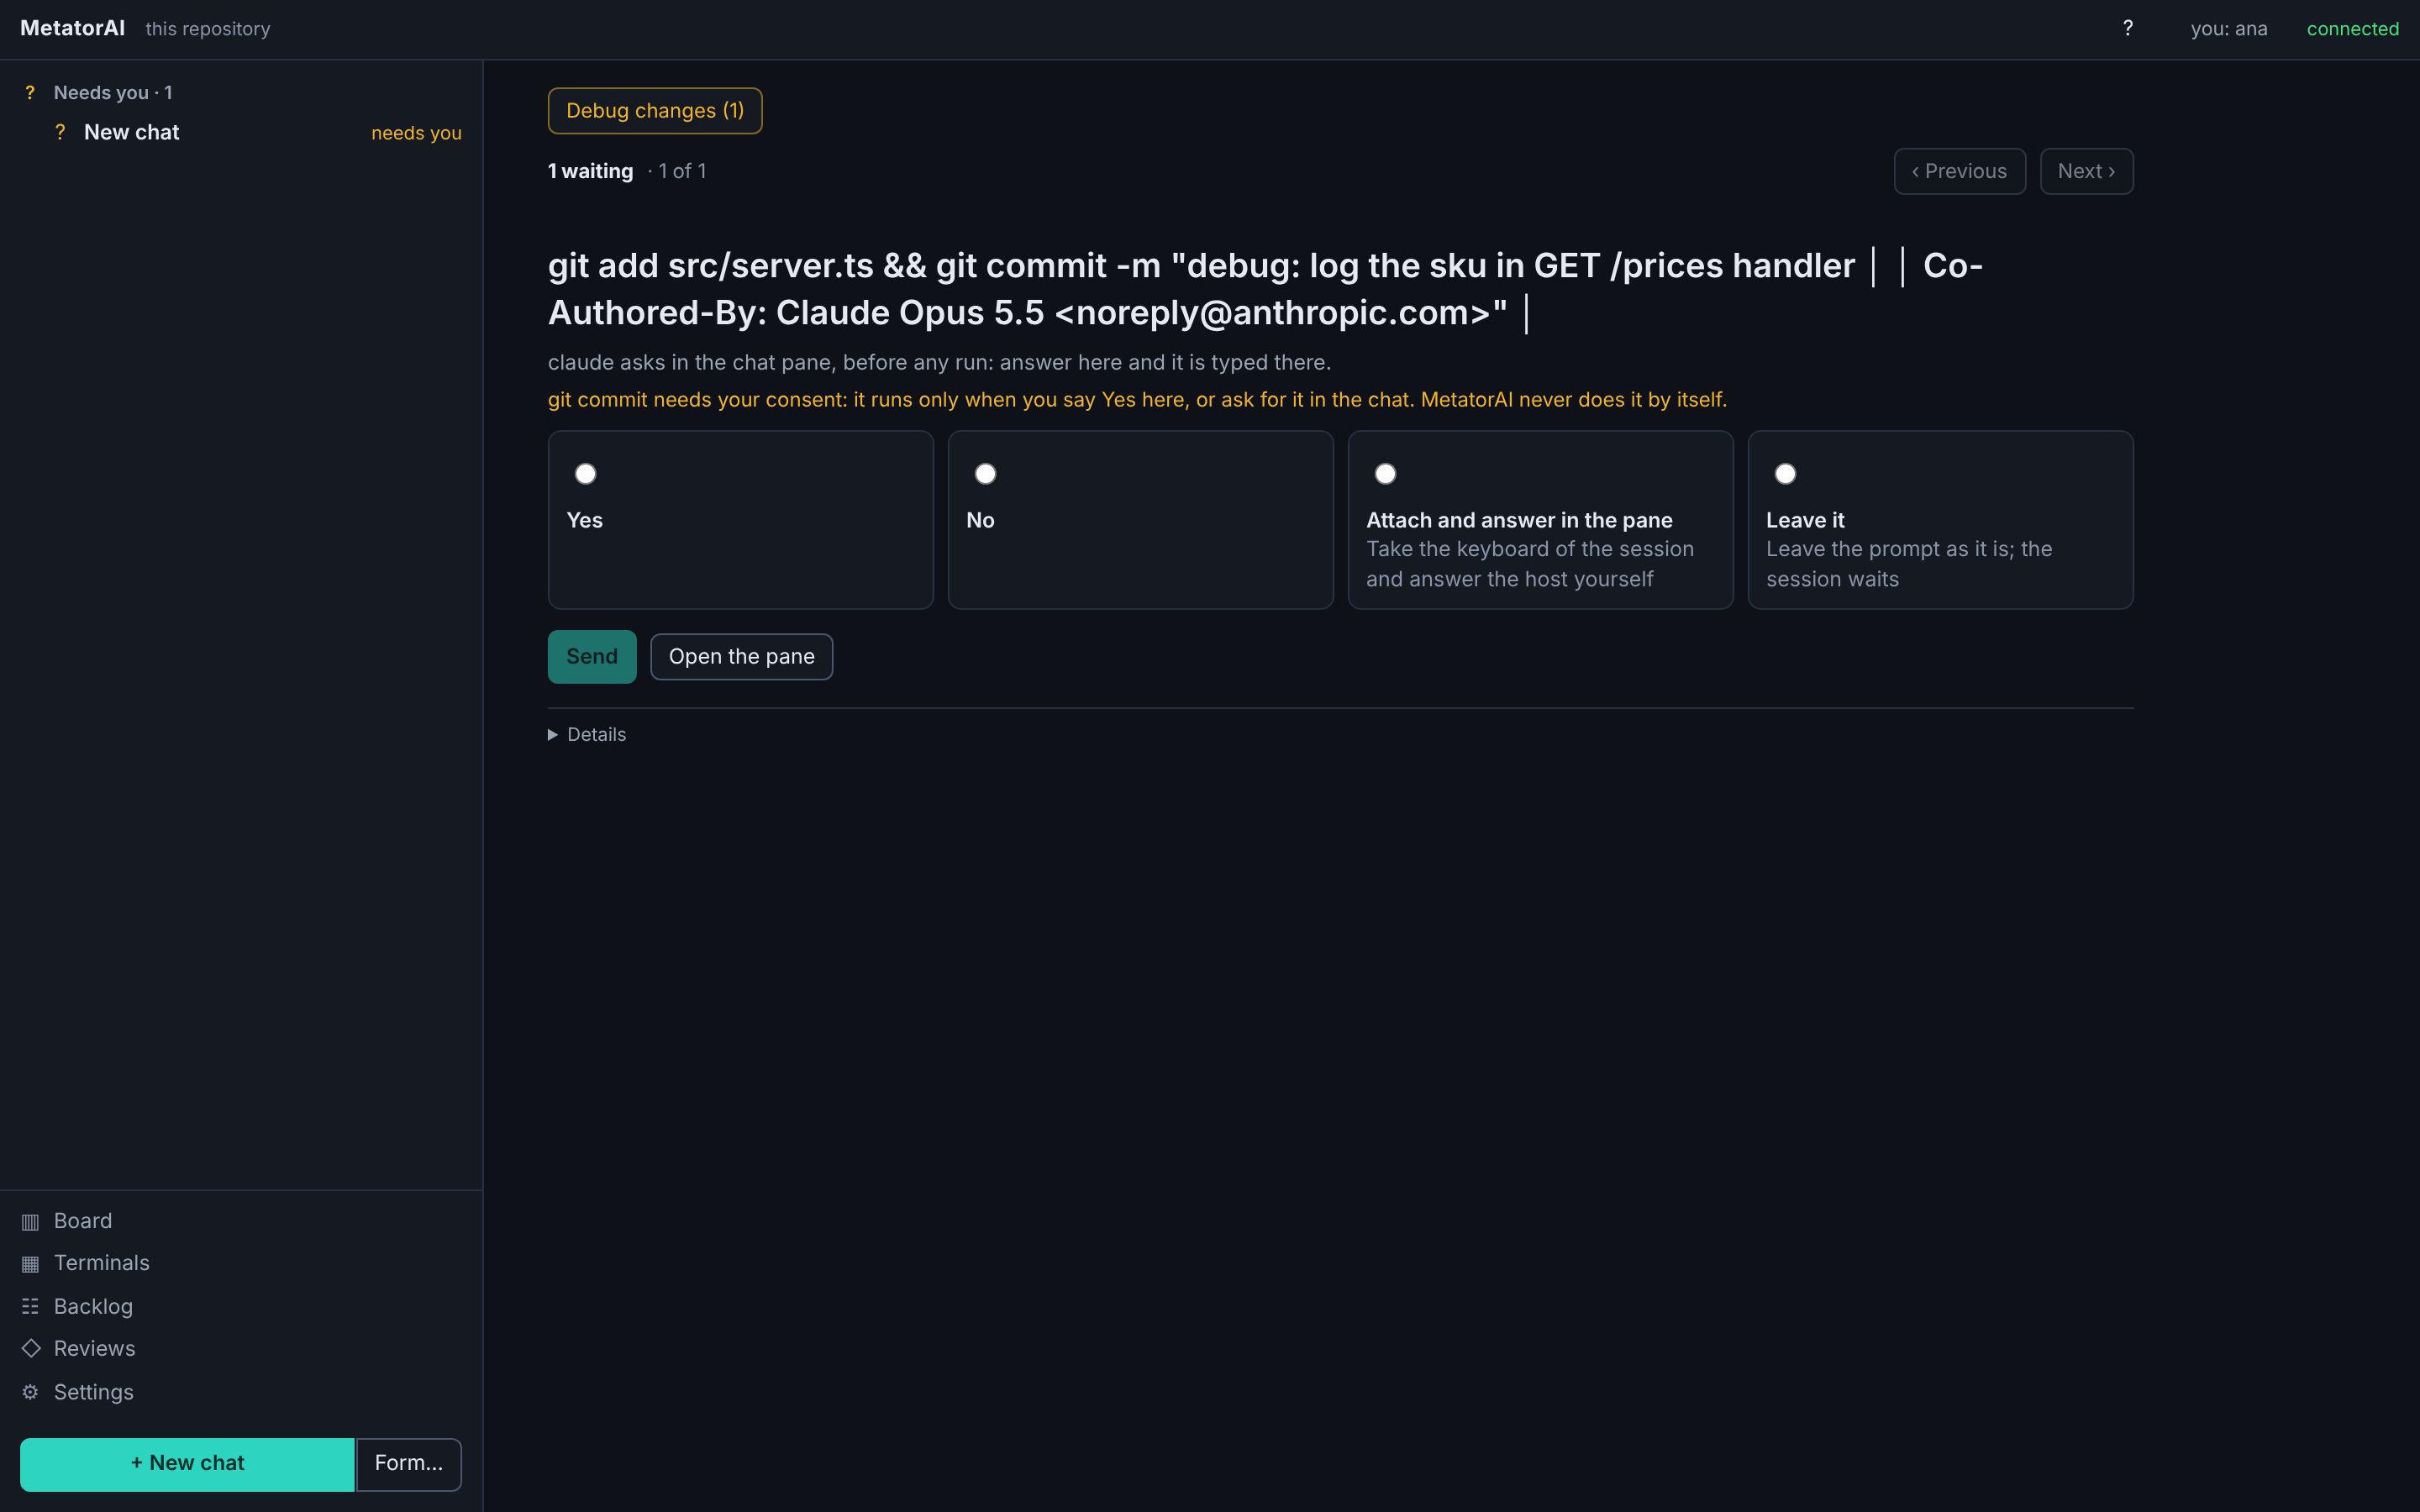 MetatorAI this repository ? you: ana connected
? Needs you · 1
? New chat needs you
Debug changes (1)
1 waiting · 1 of 1 ‹ Previous Next ›
git add src/server.ts && git commit -m "debug: log the sku in GET /prices handler │ │ Co-
Authored-By: Claude Opus 5.5 <noreply@anthropic.com>" │
claude asks in the chat pane, before any run: answer here and it is typed there.
git commit needs your consent: it runs only when you say Yes here, or ask for it in the chat. MetatorAI never does it by itself.
Yes
No
Attach and answer in the pane
Take the keyboard of the session
and answer the host yourself
Leave it
Leave the prompt as it is; the
session waits
Send Open the pane
▶ Details
Board
Terminals
Backlog
Reviews
Settings
+ New chat Form...